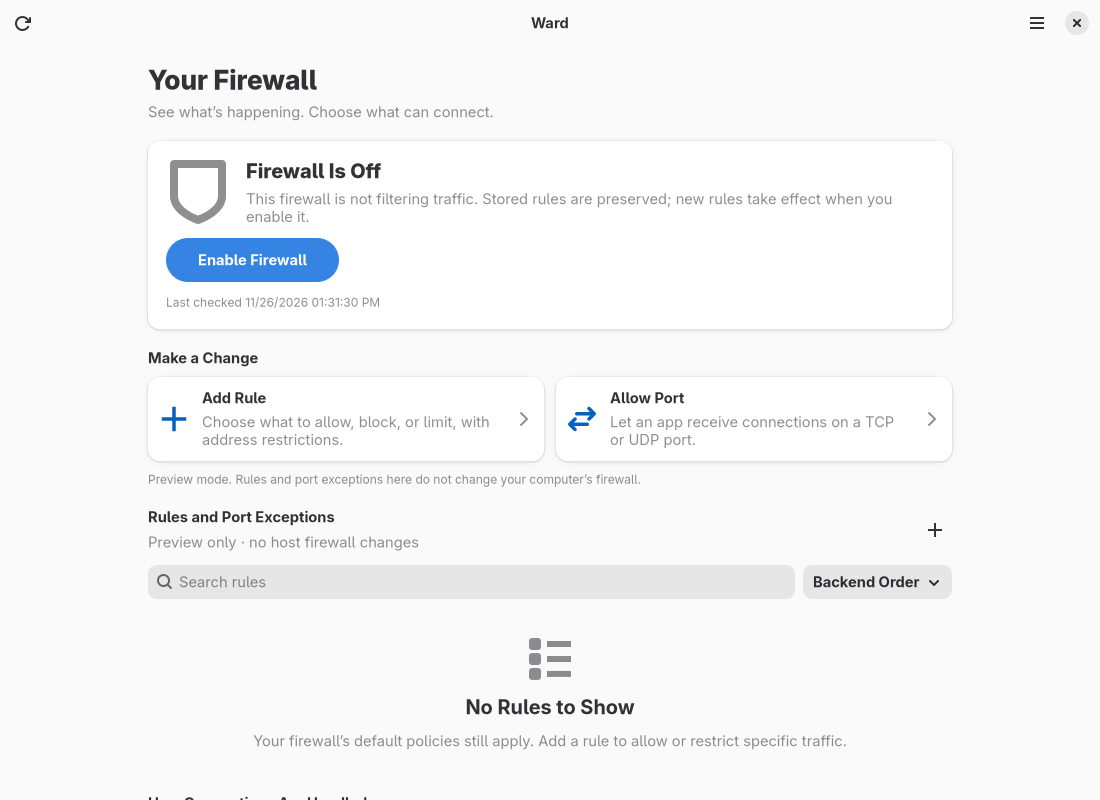 Ward
Your Firewall
See what's happening. Choose what can connect.
Firewall Is Off
This firewall is not filtering traffic. Stored rules are preserved; new rules take effect when you
enable it.
Enable Firewall
Last checked 11/26/2026 01:31:30 PM
Make a Change
Add Rule
Choose what to allow, block, or limit, with
address restrictions.
Allow Port
Let an app receive connections on a TCP
or UDP port.
Preview mode. Rules and port exceptions here do not change your computer's firewall.
Rules and Port Exceptions
Preview only · no host firewall changes
Search rules
Backend Order
No Rules to Show
Your firewall's default policies still apply. Add a rule to allow or restrict specific traffic.